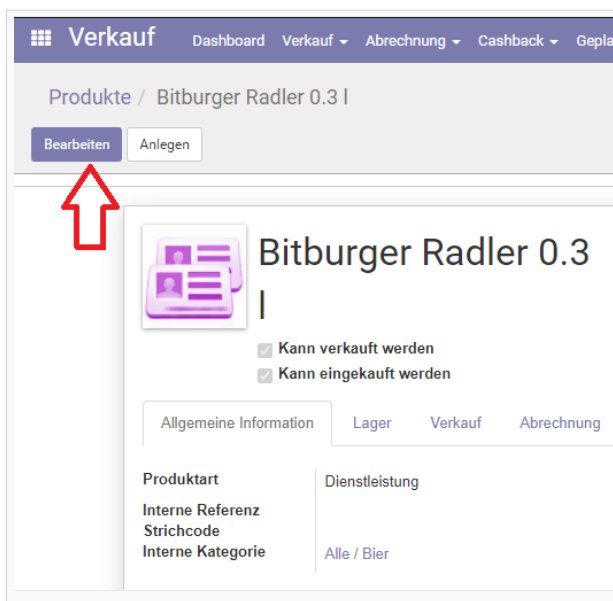 Verkauf Dashboard Verkauf Abrechnung Cashback Gepla
Produkte / Bitburger Radler 0.3 l
Bearbeiten Anlegen
Bitburger Radler 0.3
l
Kann verkauft werden
Kann eingekauft werden
Allgemeine Information Lager Verkauf Abrechnung
Produktart Dienstleistung
Interne Referenz
Strichcode
Interne Kategorie Alle / Bier